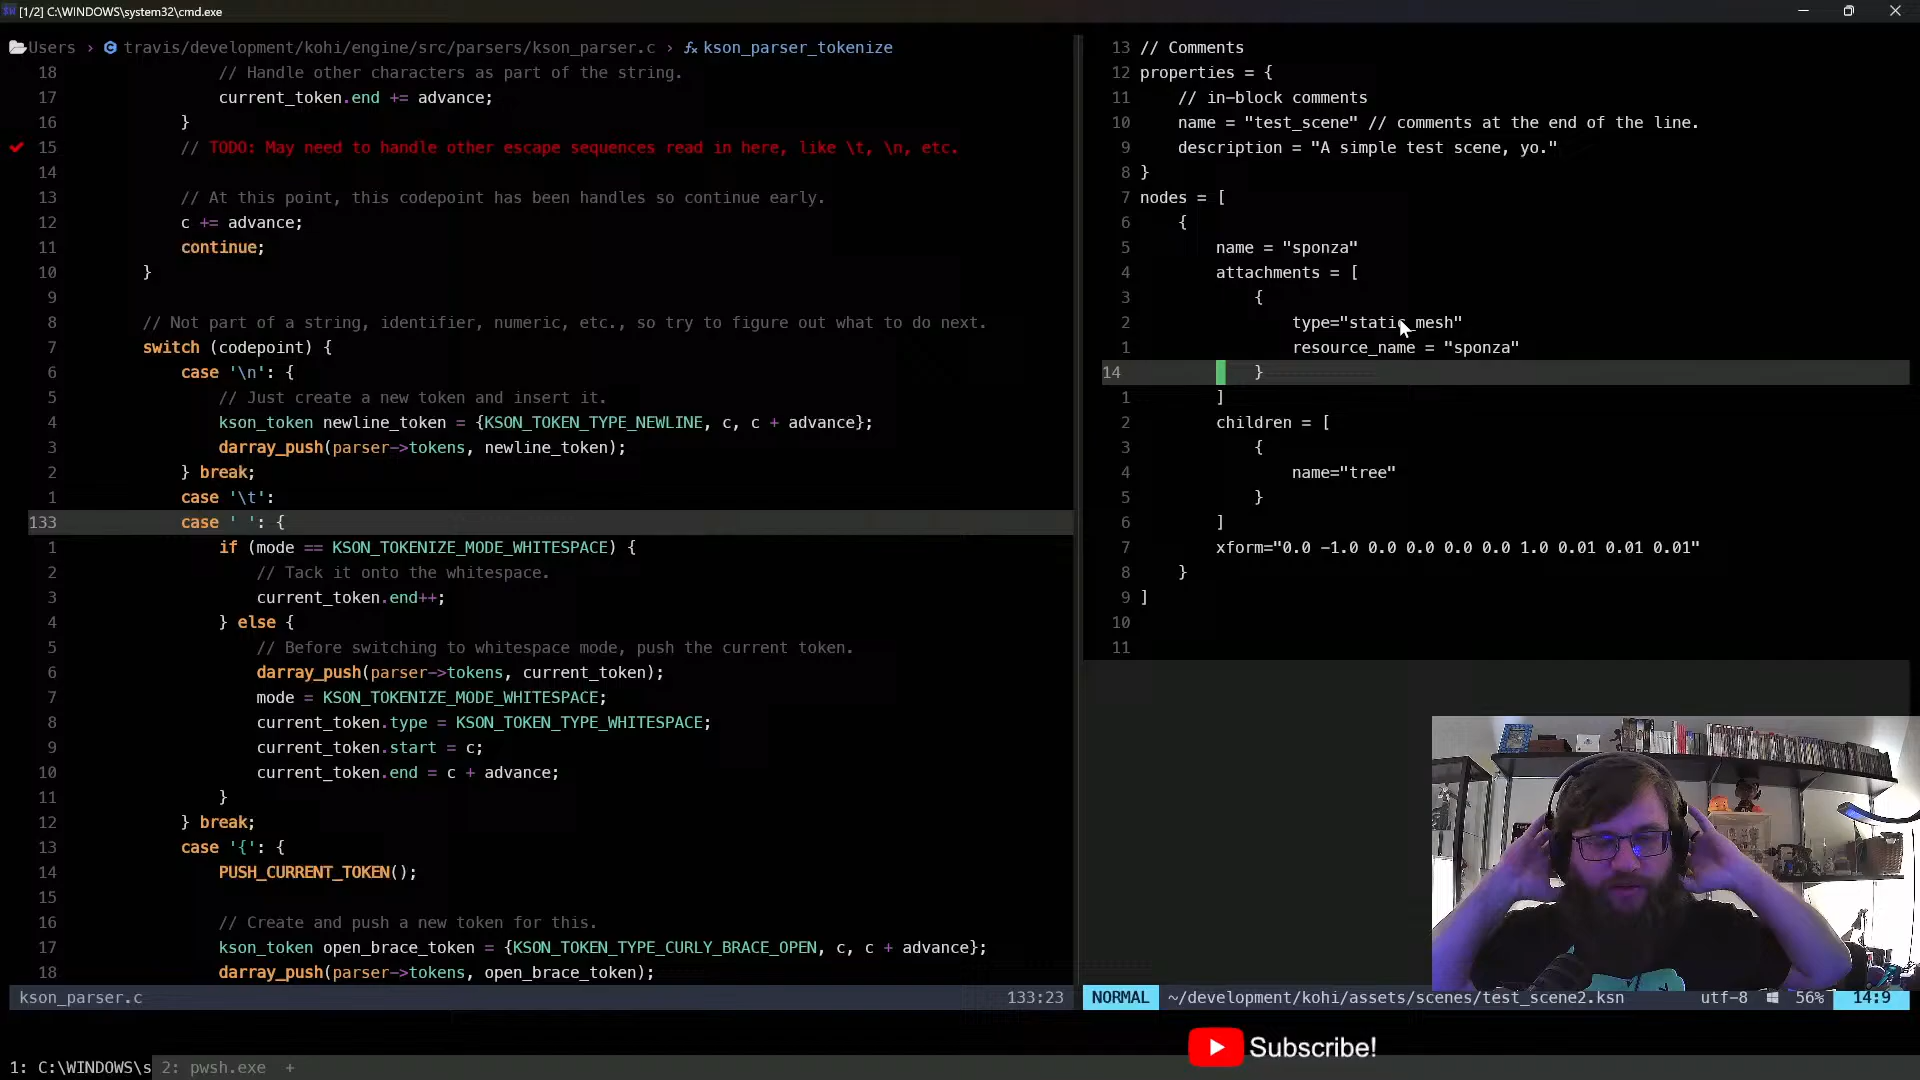 [1/2] C:\WINDOWS\system32\cmd.exe
Users › travis/development/kohi/engine/src/parsers/kson_parser.c › kson_parser_tokenize
18 // Handle other characters as part of the string.
17 current_token.end += advance;
16 }
15 // TODO: May need to handle other escape sequences read in here, like \t, \n, etc.
14
13 // At this point, this codepoint has been handles so continue early.
12 c += advance;
11 continue;
10 }
9
8 // Not part of a string, identifier, numeric, etc., so try to figure out what to do next.
7 switch (codepoint) {
6 case '\n': {
5 // Just create a new token and insert it.
4 kson_token newline_token = {KSON_TOKEN_TYPE_NEWLINE, c, c + advance};
3 darray_push(parser->tokens, newline_token);
2 } break;
1 case '\t':
133 case ' ': {
1 if (mode == KSON_TOKENIZE_MODE_WHITESPACE) {
2 // Tack it onto the whitespace.
3 current_token.end++;
4 } else {
5 // Before switching to whitespace mode, push the current token.
6 darray_push(parser->tokens, current_token);
7 mode = KSON_TOKENIZE_MODE_WHITESPACE;
8 current_token.type = KSON_TOKEN_TYPE_WHITESPACE;
9 current_token.start = c;
10 current_token.end = c + advance;
11 }
12 } break;
13 case '{': {
14 PUSH_CURRENT_TOKEN();
15
16 // Create and push a new token for this.
17 kson_token open_brace_token = {KSON_TOKEN_TYPE_CURLY_BRACE_OPEN, c, c + advance};
18 darray_push(parser->tokens, open_brace_token);
kson_parser.c 133:23
13 // Comments
12 properties = {
11 // in-block comments
10 name = "test_scene" // comments at the end of the line.
9 description = "A simple test scene, yo."
8 }
7 nodes = [
6 {
5 name = "sponza"
4 attachments = [
3 {
2 type="static_mesh"
1 resource_name = "sponza"
14 }
1 ]
2 children = [
3 {
4 name="tree"
5 }
6 ]
7 xform="0.0 -1.0 0.0 0.0 0.0 0.0 1.0 0.01 0.01 0.01"
8 }
9 ]
10
11
NORMAL ~/development/kohi/assets/scenes/test_scene2.ksn utf-8 56% 14:9
Subscribe!
1: C:\WINDOWS\s 2: pwsh.exe +